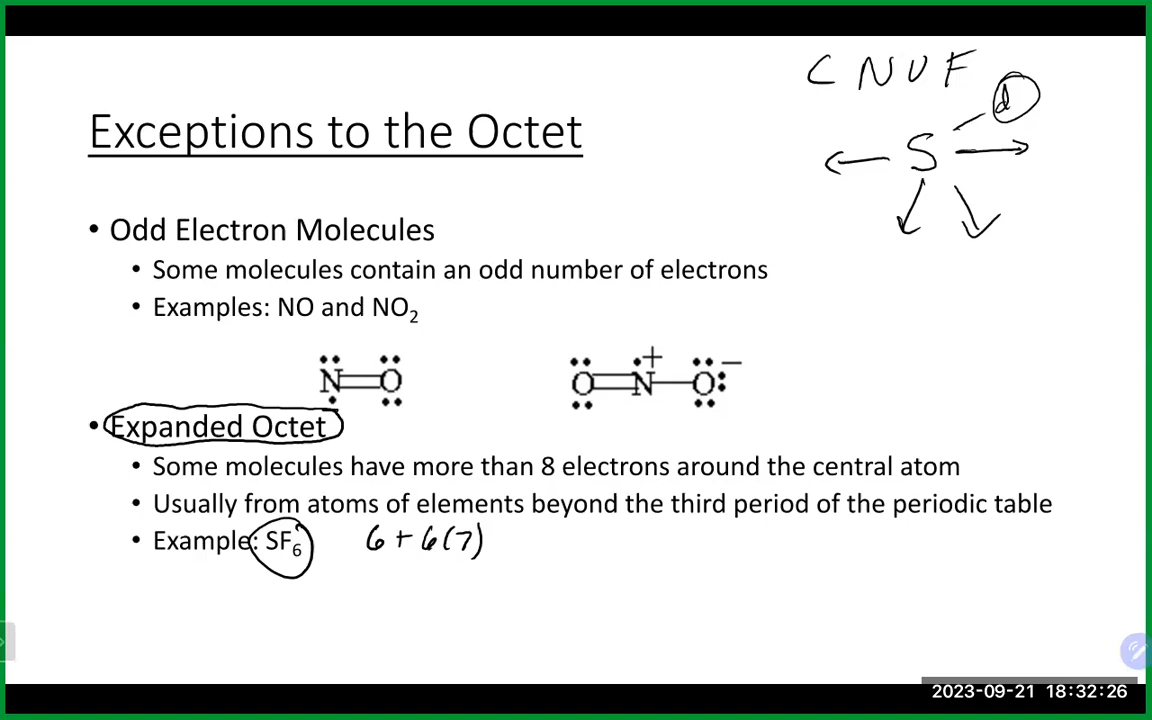 C N O F
d
Exceptions to the Octet
S
• Odd Electron Molecules
• Some molecules contain an odd number of electrons
• Examples: NO and NO₂
N O O N + O −
• Expanded Octet
• Some molecules have more than 8 electrons around the central atom
• Usually from atoms of elements beyond the third period of the periodic table
• Example: SF₆ 6 + 6(7)
2023-09-21 18:32:26